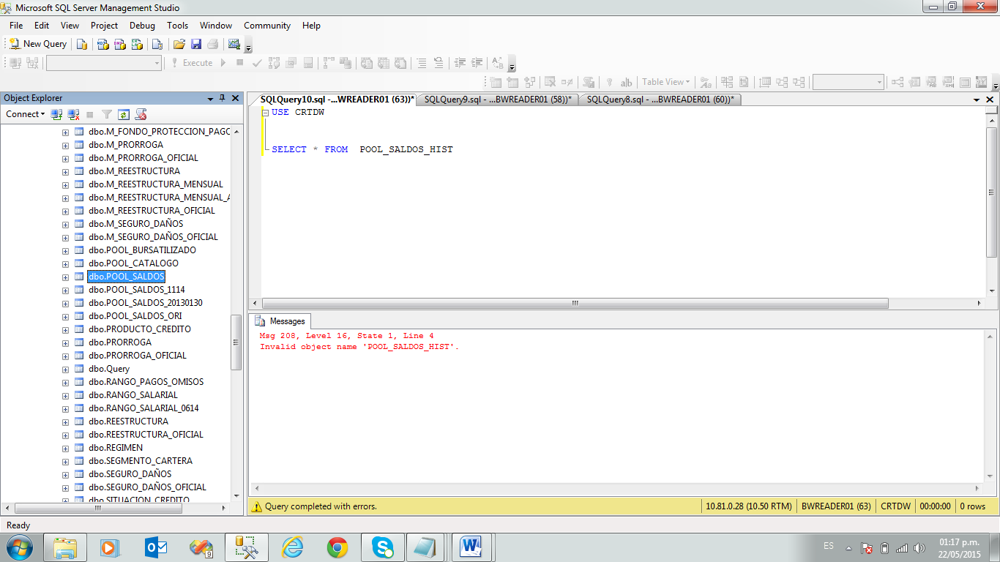 Microsoft SQL Server Management Studio
File Edit View Project Debug Tools Window Community Help
New Query
Execute
Table View
Object Explorer
Connect
dbo.M_FONDO_PROTECCION_PAGO
dbo.M_PRORROGA
dbo.M_PRORROGA_OFICIAL
dbo.M_REESTRUCTURA
dbo.M_REESTRUCTURA_MENSUAL
dbo.M_REESTRUCTURA_MENSUAL_A
dbo.M_REESTRUCTURA_OFICIAL
dbo.M_SEGURO_DAÑOS
dbo.M_SEGURO_DAÑOS_OFICIAL
dbo.POOL_BURSATILIZADO
dbo.POOL_CATALOGO
dbo.POOL_SALDOS
dbo.POOL_SALDOS_1114
dbo.POOL_SALDOS_20130130
dbo.POOL_SALDOS_ORI
dbo.PRODUCTO_CREDITO
dbo.PRORROGA
dbo.PRORROGA_OFICIAL
dbo.Query
dbo.RANGO_PAGOS_OMISOS
dbo.RANGO_SALARIAL
dbo.RANGO_SALARIAL_0614
dbo.REESTRUCTURA
dbo.REESTRUCTURA_OFICIAL
dbo.REGIMEN
dbo.SEGMENTO_CARTERA
dbo.SEGURO_DAÑOS
dbo.SEGURO_DAÑOS_OFICIAL
dbo.SITUACION_CREDITO
SQLQuery10.sql -...WREADER01 (63))* SQLQuery9.sql - ...BWREADER01 (58))* SQLQuery8.sql - ...BWREADER01 (60))*
USE CRTDW
SELECT * FROM POOL_SALDOS_HIST
Messages
Msg 208, Level 16, State 1, Line 4
Invalid object name 'POOL_SALDOS_HIST'.
Query completed with errors. 10.81.0.28 (10.50 RTM) BWREADER01 (63) CRTDW 00:00:00 0 rows
Ready
ES
01:17 p.m.
22/05/2015